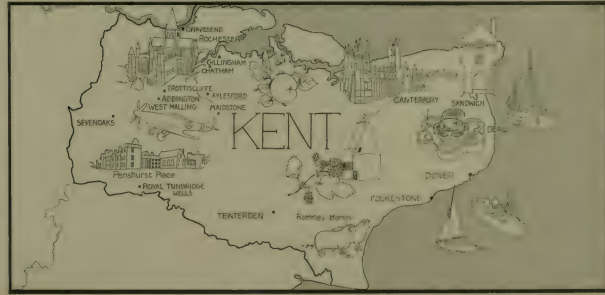 GRAVESEND
ROCHESTER
GILLINGHAM
CHATHAM
TROTTISCLIFFE
ADDINGTON
AYLESFORD
WEST MALLING
MAIDSTONE
CANTERBURY
SANDWICH
DEAL
SEVENOAKS
KENT
Penshurst Place
ROYAL TUNBRIDGE
WELLS
DOVER
FOLKESTONE
TENTERDEN
Romney Marsh